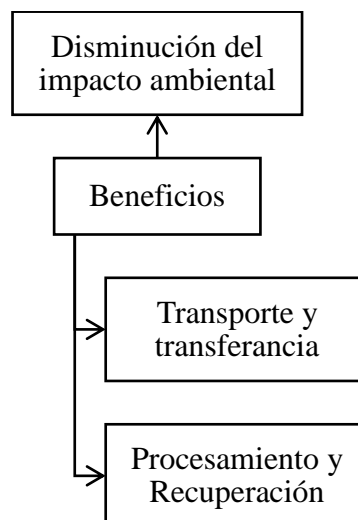 Disminución del
impacto ambiental
Beneficios
Transporte y
transferancia
Procesamiento y
Recuperación